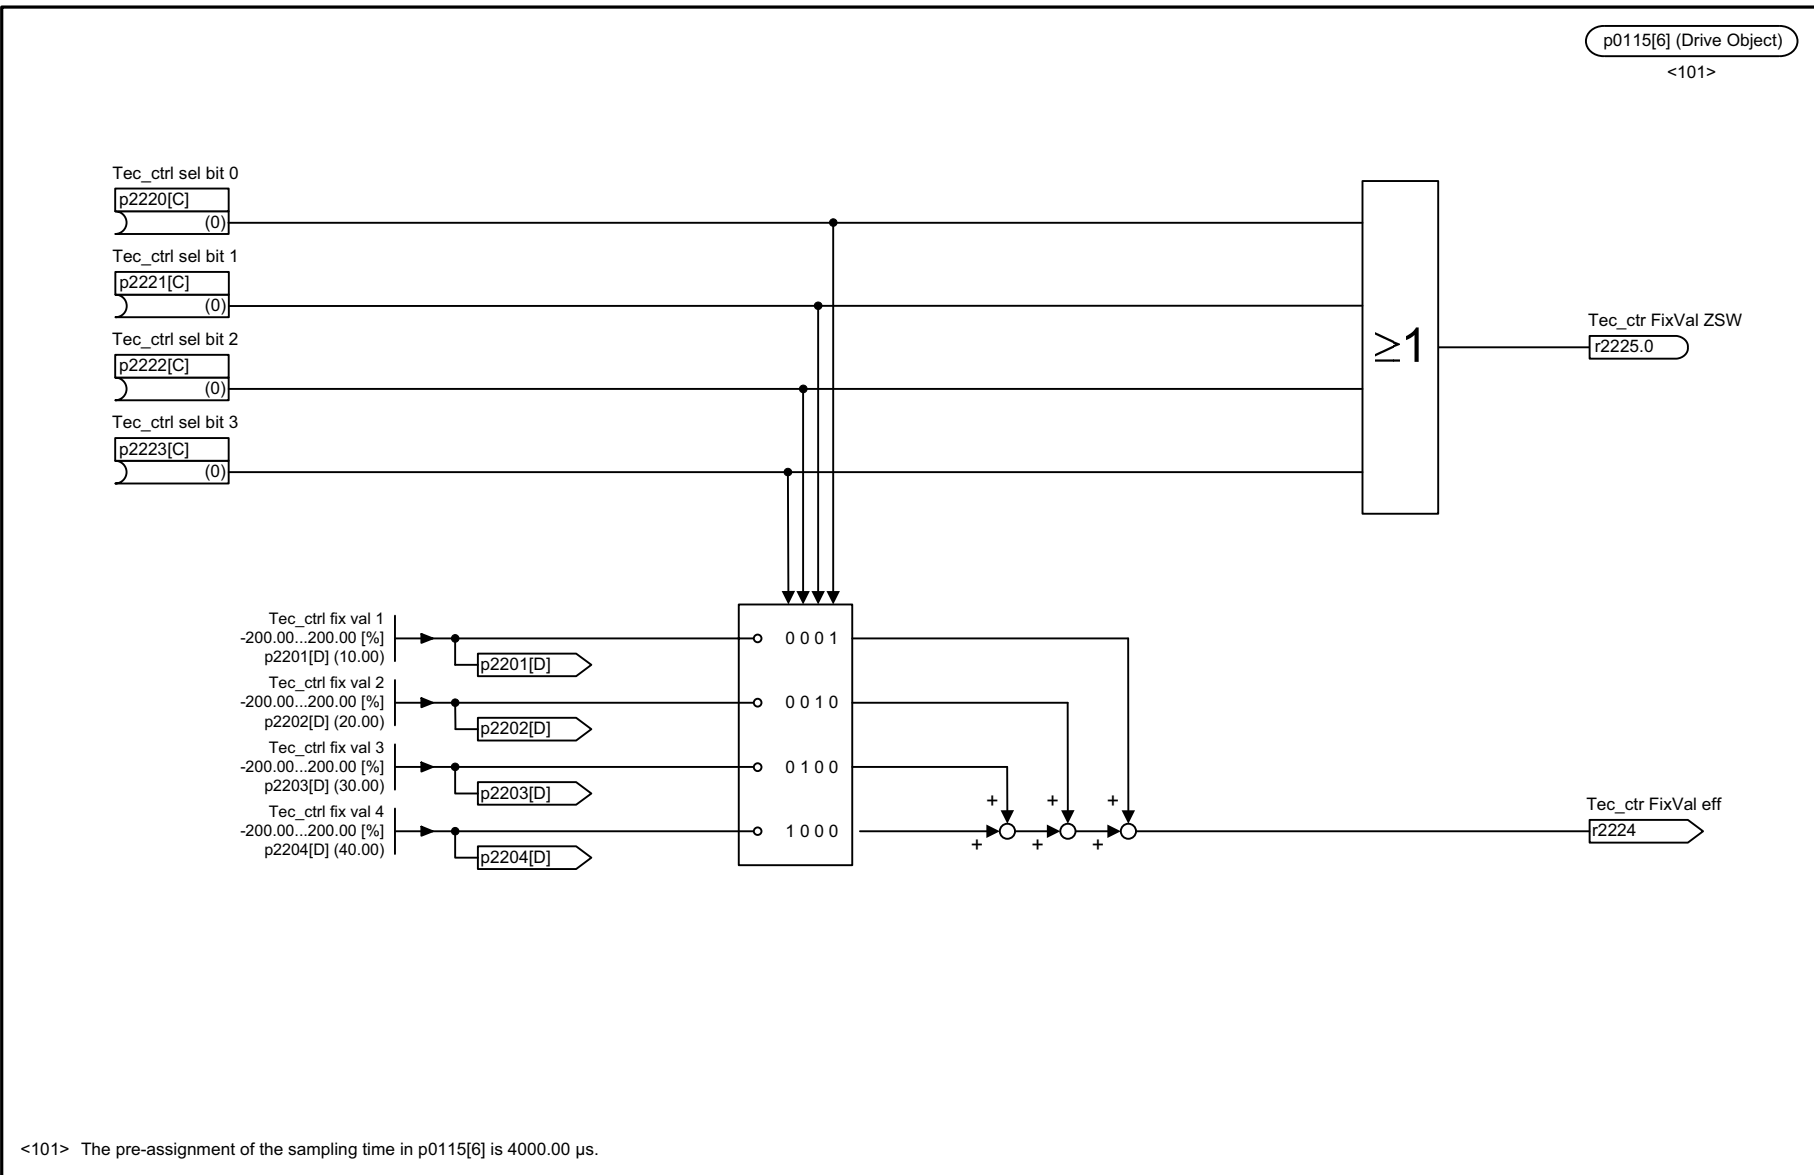 p0115[6] (Drive Object)
<101>
Tec_ctrl sel bit 0
p2220[C]
(0)
Tec_ctrl sel bit 1
p2221[C]
(0)
Tec_ctrl sel bit 2
p2222[C]
(0)
Tec_ctrl sel bit 3
p2223[C]
(0)
≥1
Tec_ctr FixVal ZSW
r2225.0
Tec_ctrl fix val 1
-200.00...200.00 [%]
p2201[D] (10.00)
p2201[D]
0 0 0 1
Tec_ctrl fix val 2
-200.00...200.00 [%]
p2202[D] (20.00)
p2202[D]
0 0 1 0
Tec_ctrl fix val 3
-200.00...200.00 [%]
p2203[D] (30.00)
p2203[D]
0 1 0 0
Tec_ctrl fix val 4
-200.00...200.00 [%]
p2204[D] (40.00)
p2204[D]
1 0 0 0
+ + +
+ + +
Tec_ctr FixVal eff
r2224
<101> The pre-assignment of the sampling time in p0115[6] is 4000.00 µs.